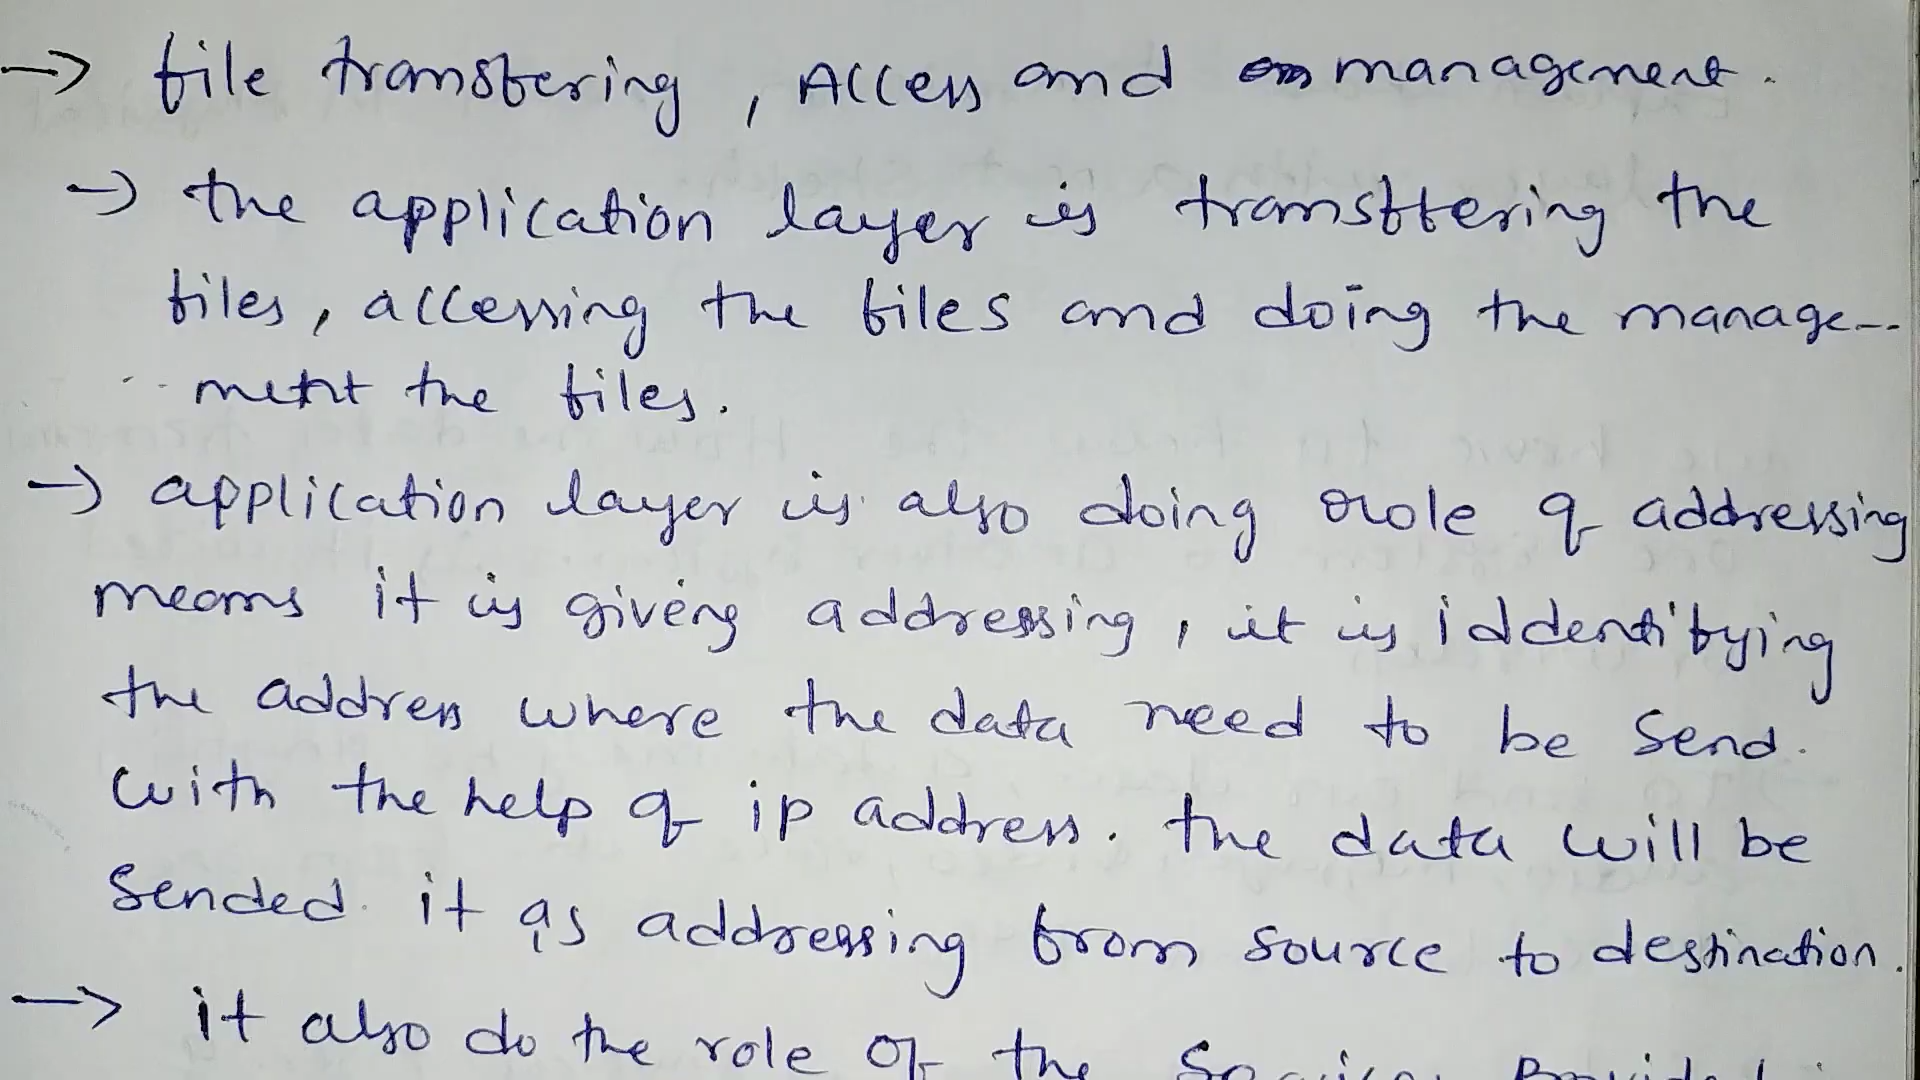 → file transfering, Access and management.
→ the application layer is transffering the
files, accessing the files and doing the manage--
-- ment the files.
→ application layer is also doing role of addressing
means it is giving addressing, it is iddentifying
the address where the data need to be send.
with the help of ip address. the data will be
sended. it is addressing from source to destination.
→ it also do the role of the